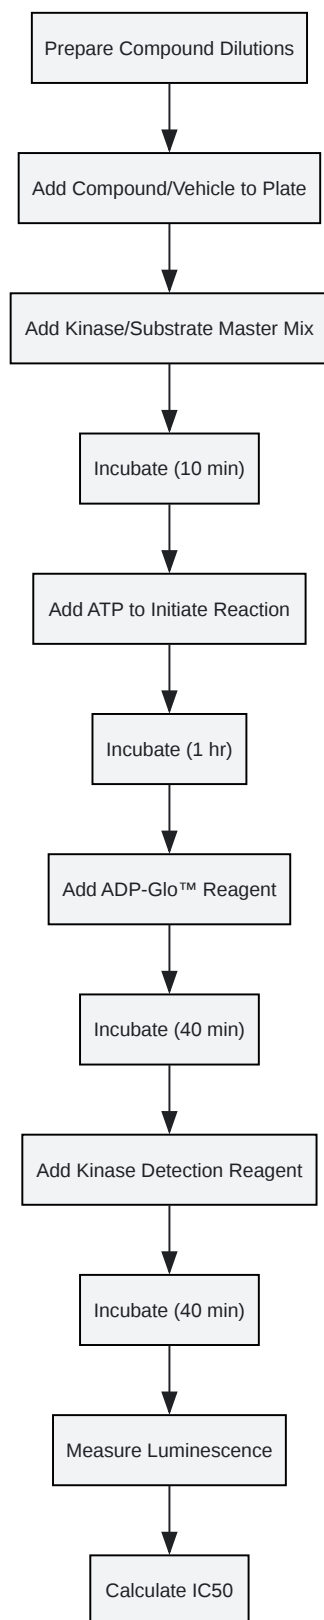 Prepare Compound Dilutions
Add Compound/Vehicle to Plate
Add Kinase/Substrate Master Mix
Incubate (10 min)
Add ATP to Initiate Reaction
Incubate (1 hr)
Add ADP-Glo™ Reagent
Incubate (40 min)
Add Kinase Detection Reagent
Incubate (40 min)
Measure Luminescence
Calculate IC50